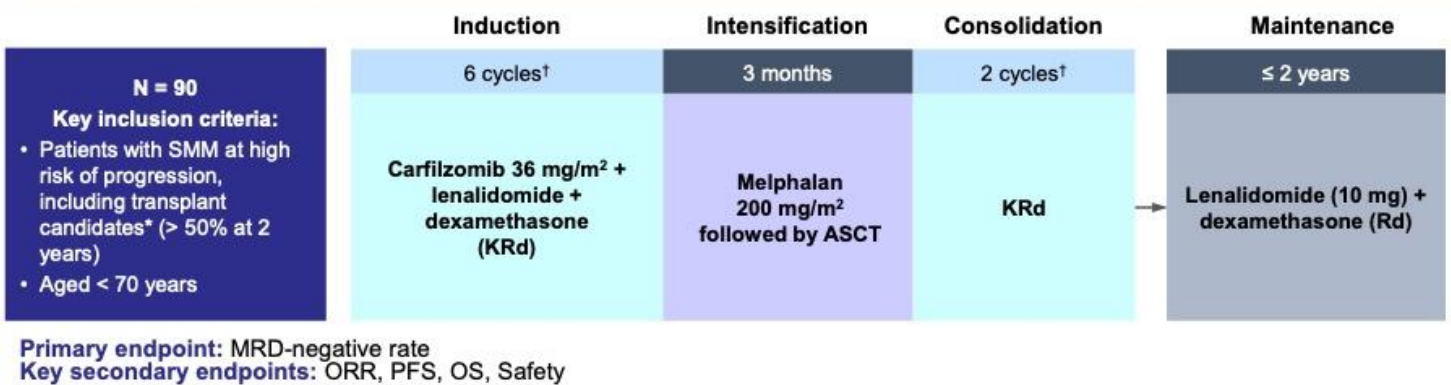 Induction
Intensification
Consolidation
Maintenance
N = 90
Key inclusion criteria:
• Patients with SMM at high
risk of progression,
including transplant
candidates* (> 50% at 2
years)
• Aged < 70 years
6 cycles†
3 months
2 cycles†
≤ 2 years
Carfilzomib 36 mg/m² +
lenalidomide +
dexamethasone
(KRd)
Melphalan
200 mg/m²
followed by ASCT
KRd
Lenalidomide (10 mg) +
dexamethasone (Rd)
Primary endpoint: MRD-negative rate
Key secondary endpoints: ORR, PFS, OS, Safety